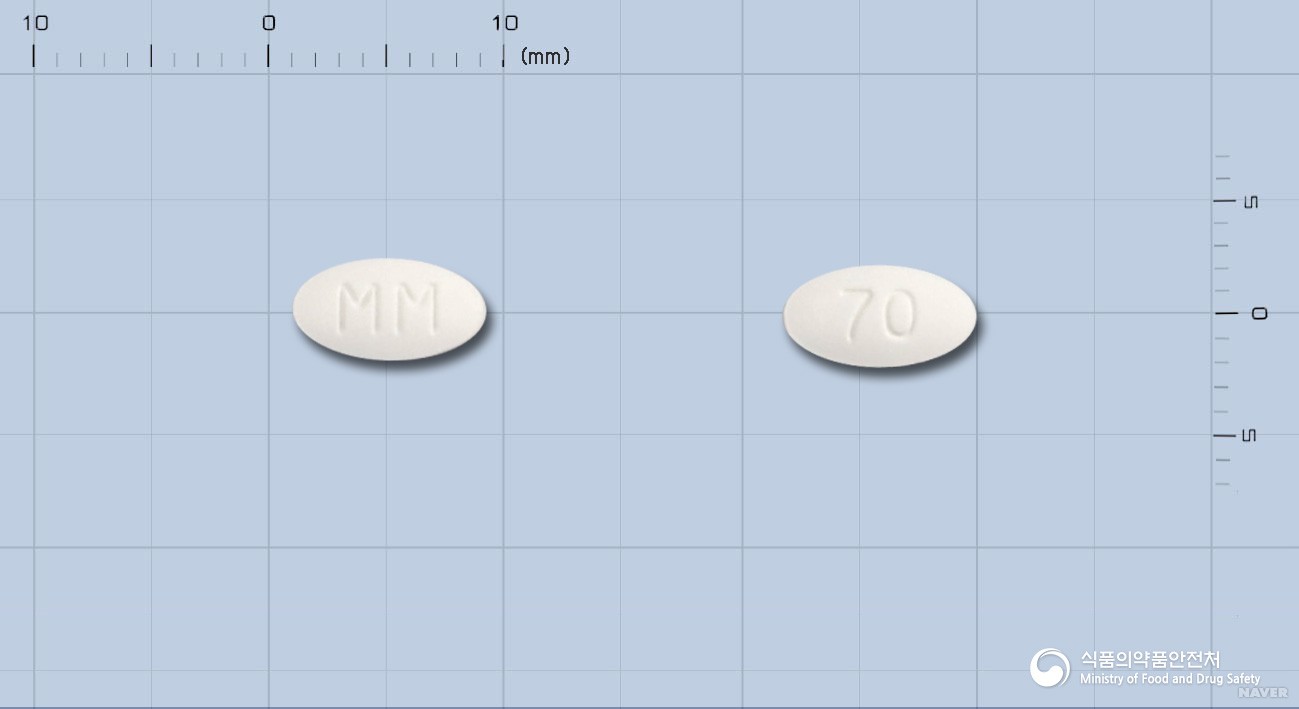 10 0 10
(mm)
5
MM 70
0
5
식품의약품안전처
Ministry of Food and Drug Safety
NAVER